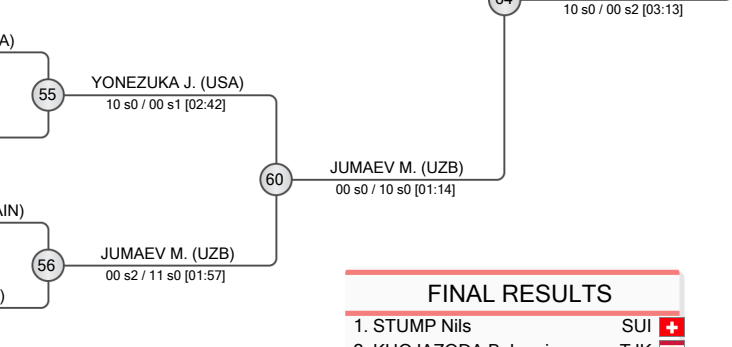 10 s0 / 00 s2 [03:13]
A)
55
YONEZUKA J. (USA)
10 s0 / 00 s1 [02:42]
60
JUMAEV M. (UZB)
00 s0 / 10 s0 [01:14]
AIN)
56
JUMAEV M. (UZB)
00 s2 / 11 s0 [01:57]
)
FINAL RESULTS
1. STUMP Nils SUI